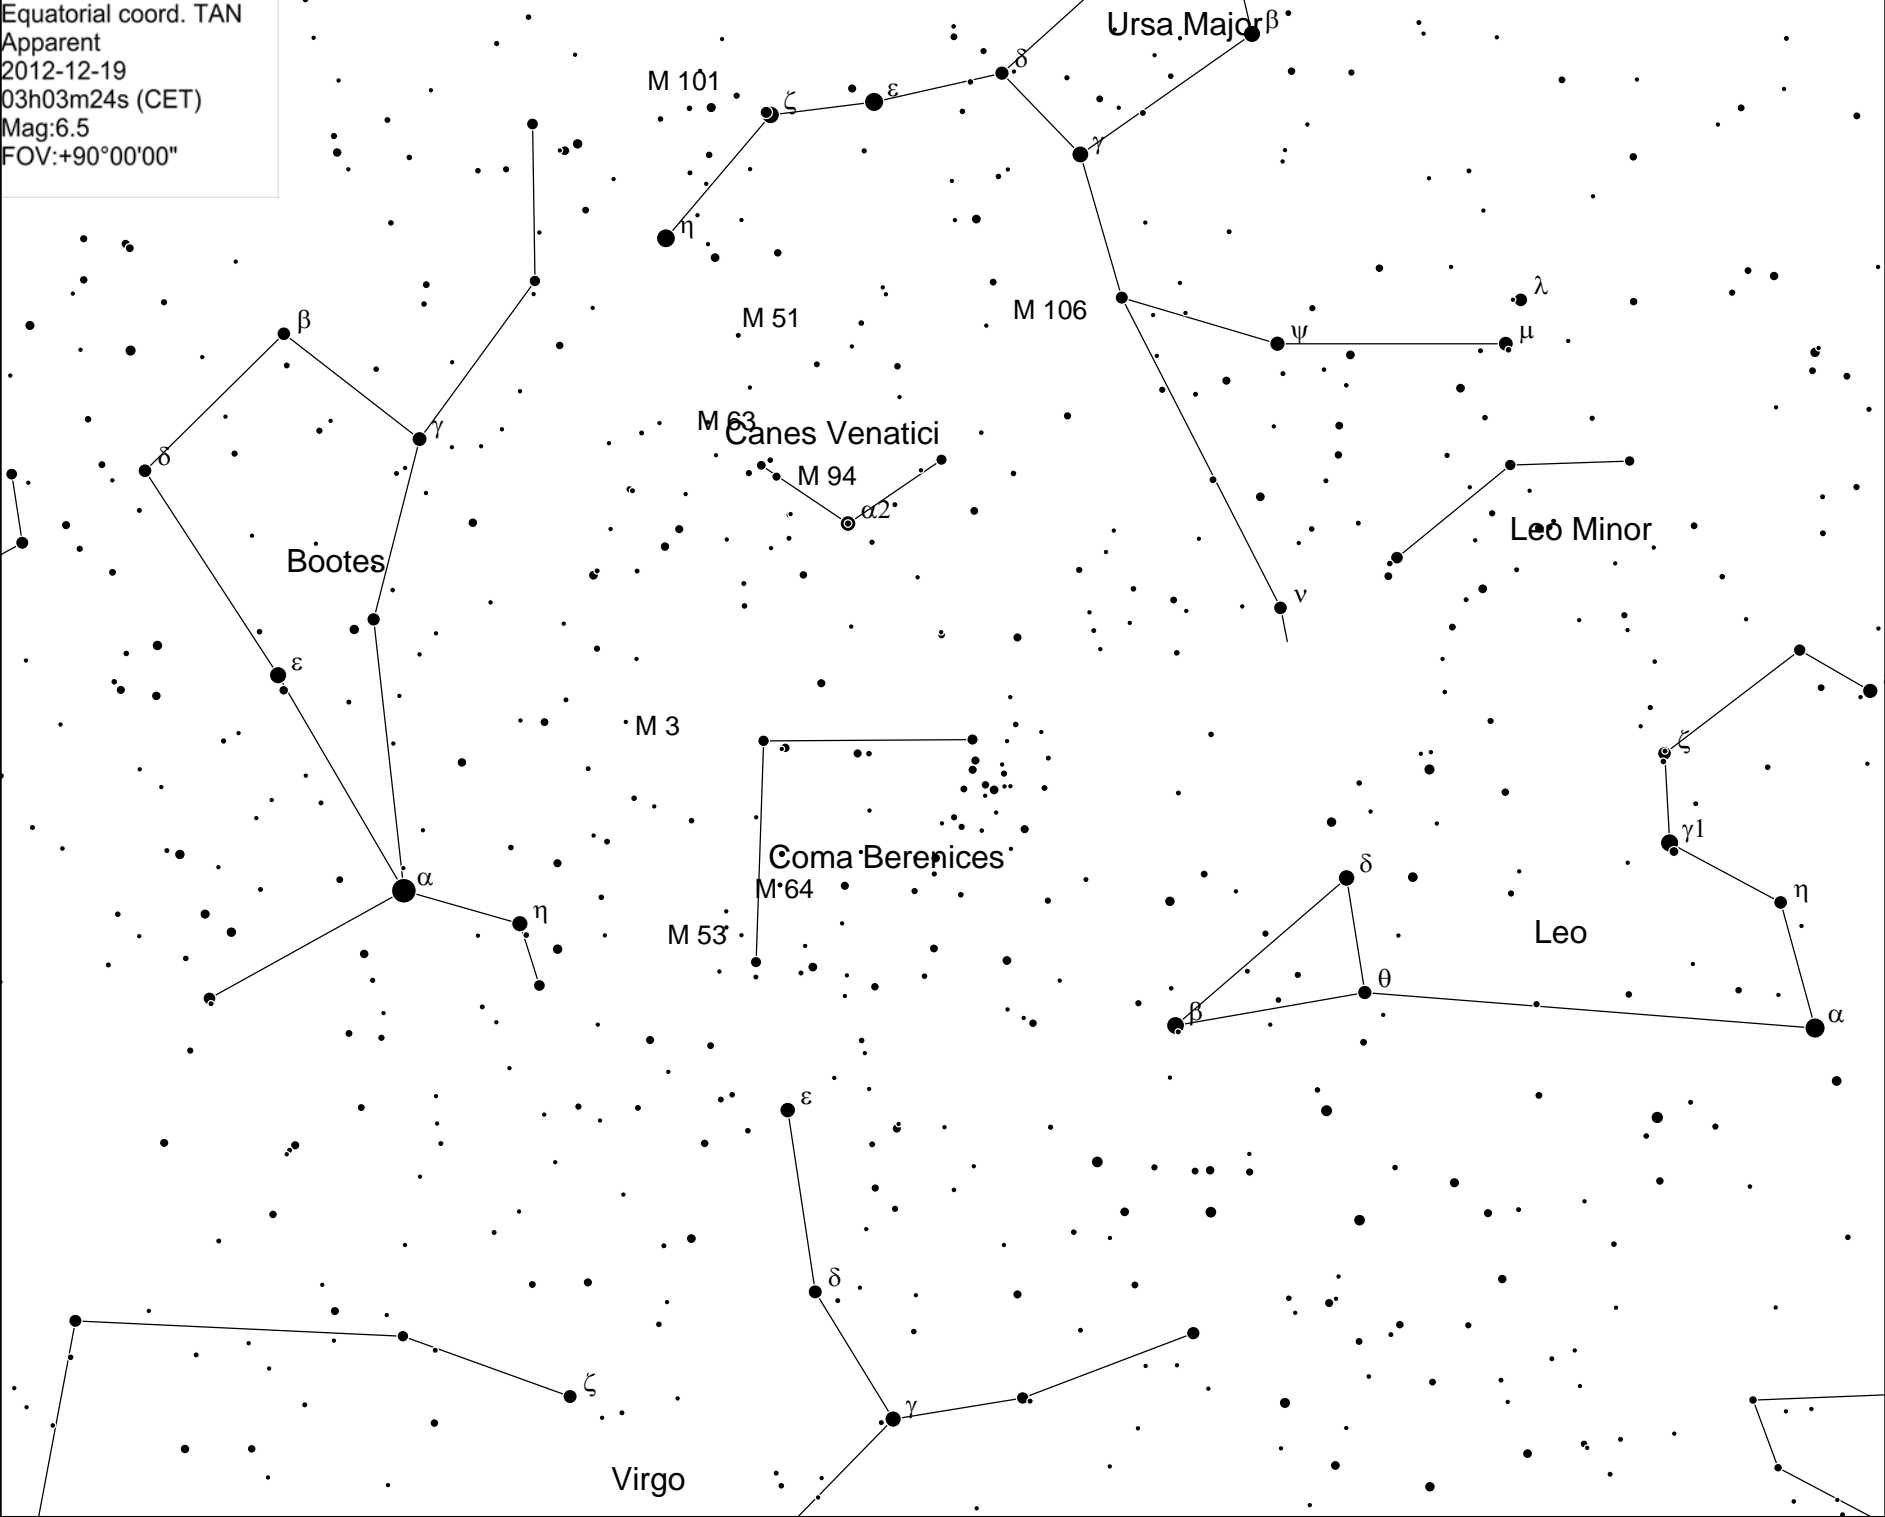 Equatorial coord. TAN
Apparent
2012-12-19
03h03m24s (CET)
Mag:6.5
FOV:+90°00'00"
Ursa Major
β
δ
M 101
ζ
ε
γ
η
λ
M 106
M 51
β
ψ
μ
M 63
Canes Venatici
γ
δ
M 94
α2
Leo Minor
Bootes
ν
ε
M 3
ζ
γ1
Coma Berenices
δ
α
M 64
η
η
M 53
Leo
θ
β
α
ε
δ
ζ
γ
Virgo